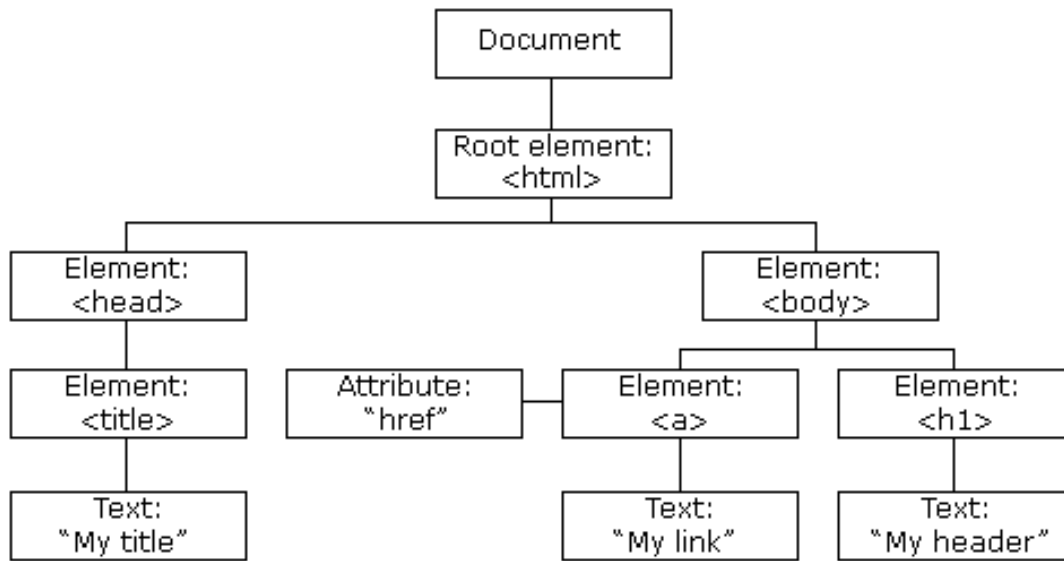 Document
Root element:
<html>
Element:
<head>
Element:
<body>
Element:
<title>
Attribute:
“href”
Element:
<a>
Element:
<h1>
Text:
“My title”
Text:
“My link”
Text:
“My header”